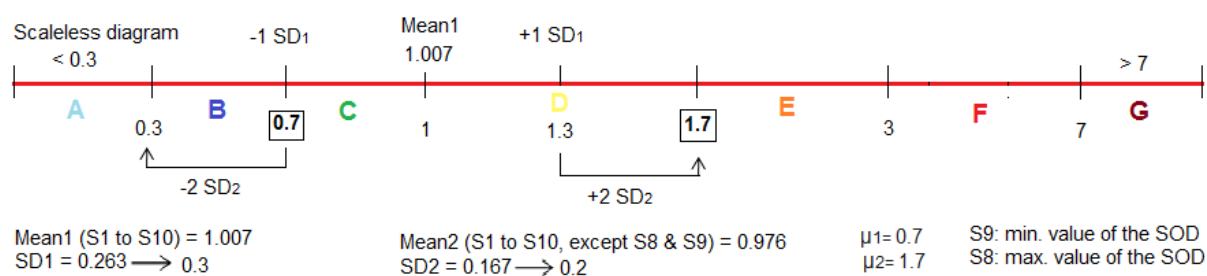 Scaleless diagram
-1 SD1
Mean1
+1 SD1
< 0.3
1.007
> 7
A
B
C
D
E
F
G
0.3
0.7
1
1.3
1.7
3
7
-2 SD2
+2 SD2
Mean1 (S1 to S10) = 1.007
SD1 = 0.263 → 0.3
Mean2 (S1 to S10, except S8 & S9) = 0.976
SD2 = 0.167 → 0.2
μ1= 0.7
μ2= 1.7
S9: min. value of the SOD
S8: max. value of the SOD